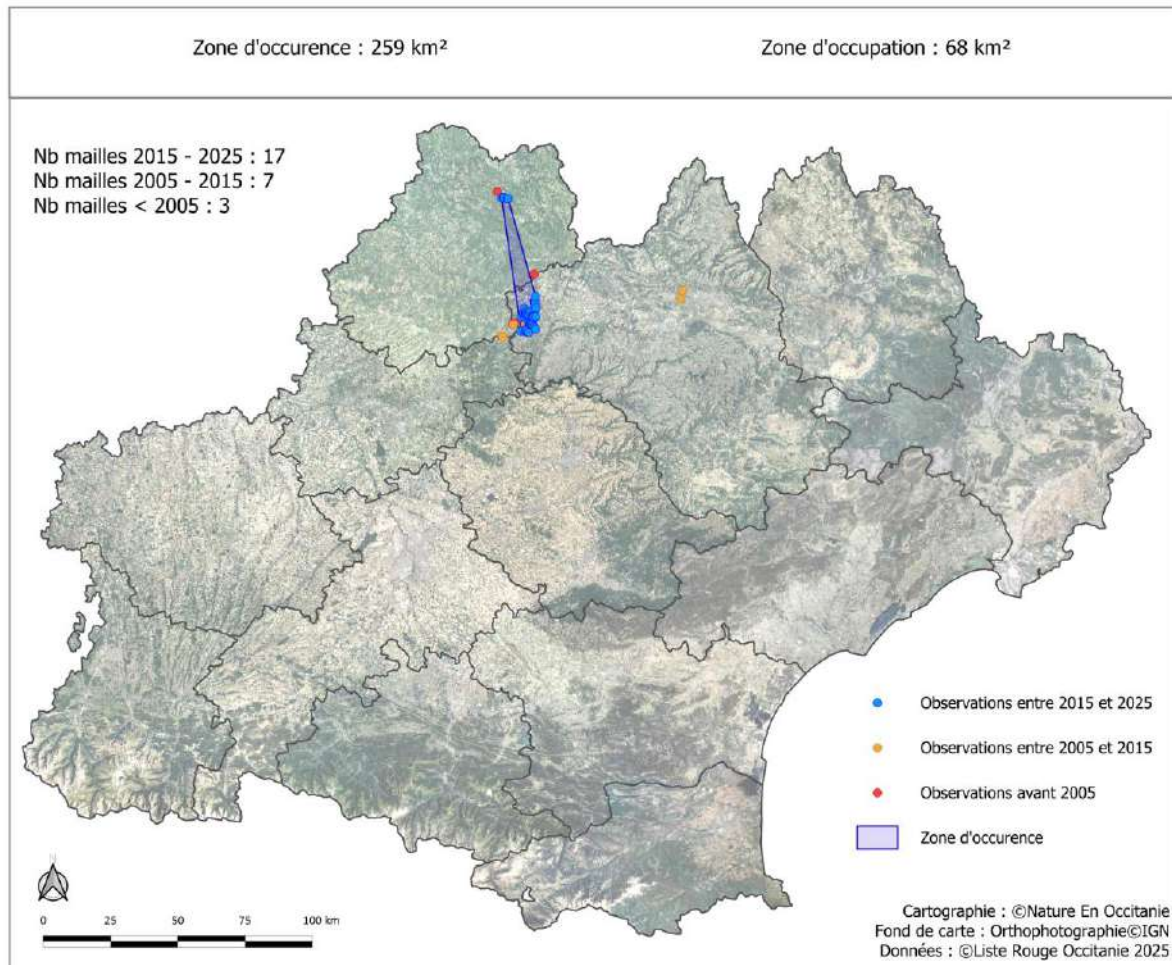 Zone d'occurence : 259 km²
Zone d'occupation : 68 km²
Nb mailles 2015 - 2025 : 17
Nb mailles 2005 - 2015 : 7
Nb mailles < 2005 : 3
Observations entre 2015 et 2025
Observations entre 2005 et 2015
Observations avant 2005
Zone d'occurence
N
0 25 50 75 100 km
Cartographie : ©Nature En Occitanie
Fond de carte : Orthophotographie©IGN
Données : ©Liste Rouge Occitanie 2025